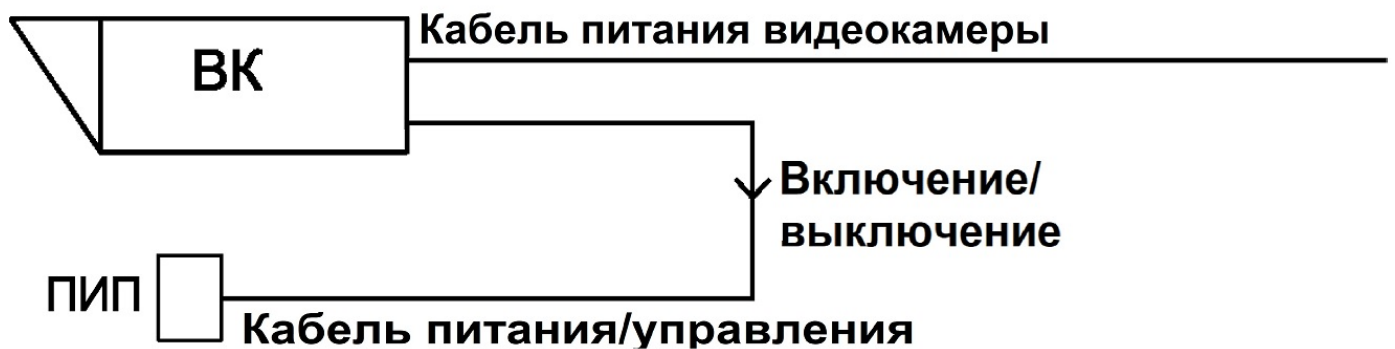 Кабель питания видеокамеры
ВК
Включение/
выключение
ПИП
Кабель питания/управления